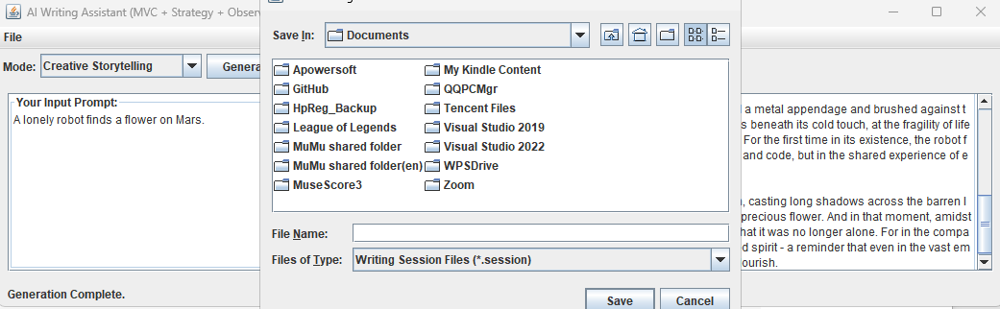 AI Writing Assistant (MVC + Strategy + Obser
File
Mode: Creative Storytelling
Genera
Your Input Prompt:
A lonely robot finds a flower on Mars.
Generation Complete.
Save In: Documents
Apowersoft
GitHub
HpReg_Backup
League of Legends
MuMu shared folder
MuMu shared folder(en)
MuseScore3
My Kindle Content
QQPCMgr
Tencent Files
Visual Studio 2019
Visual Studio 2022
WPSDrive
Zoom
File Name:
Files of Type: Writing Session Files (*.session)
Save Cancel
a metal appendage and brushed against t
s beneath its cold touch, at the fragility of life
For the first time in its existence, the robot f
and code, but in the shared experience of e
, casting long shadows across the barren l
precious flower. And in that moment, amidst
hat it was no longer alone. For in the compa
d spirit - a reminder that even in the vast em
ourish.